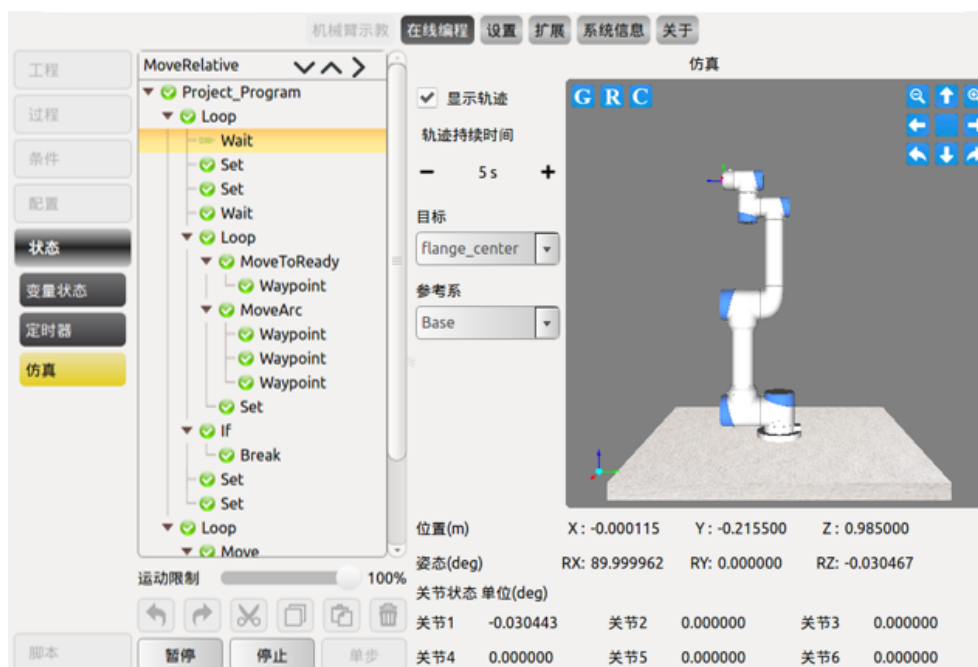 机械臂示教 在线编程 设置 扩展 系统信息 关于
工程
过程
条件
配置
状态
变量状态
定时器
仿真
脚本
MoveRelative
Project_Program
Loop
Wait
Set
Set
Wait
Loop
MoveToReady
Waypoint
MoveArc
Waypoint
Waypoint
Waypoint
Set
If
Break
Set
Set
Loop
Move
运动限制 100%
暂停 停止 单步
仿真
显示轨迹
轨迹持续时间
− 5 s +
目标
flange_center
参考系
Base
G R C
位置(m) X : -0.000115 Y : -0.215500 Z : 0.985000
姿态(deg) RX: 89.999962 RY: 0.000000 RZ: -0.030467
关节状态 单位(deg)
关节1 -0.030443 关节2 0.000000 关节3 0.000000
关节4 0.000000 关节5 0.000000 关节6 0.000000